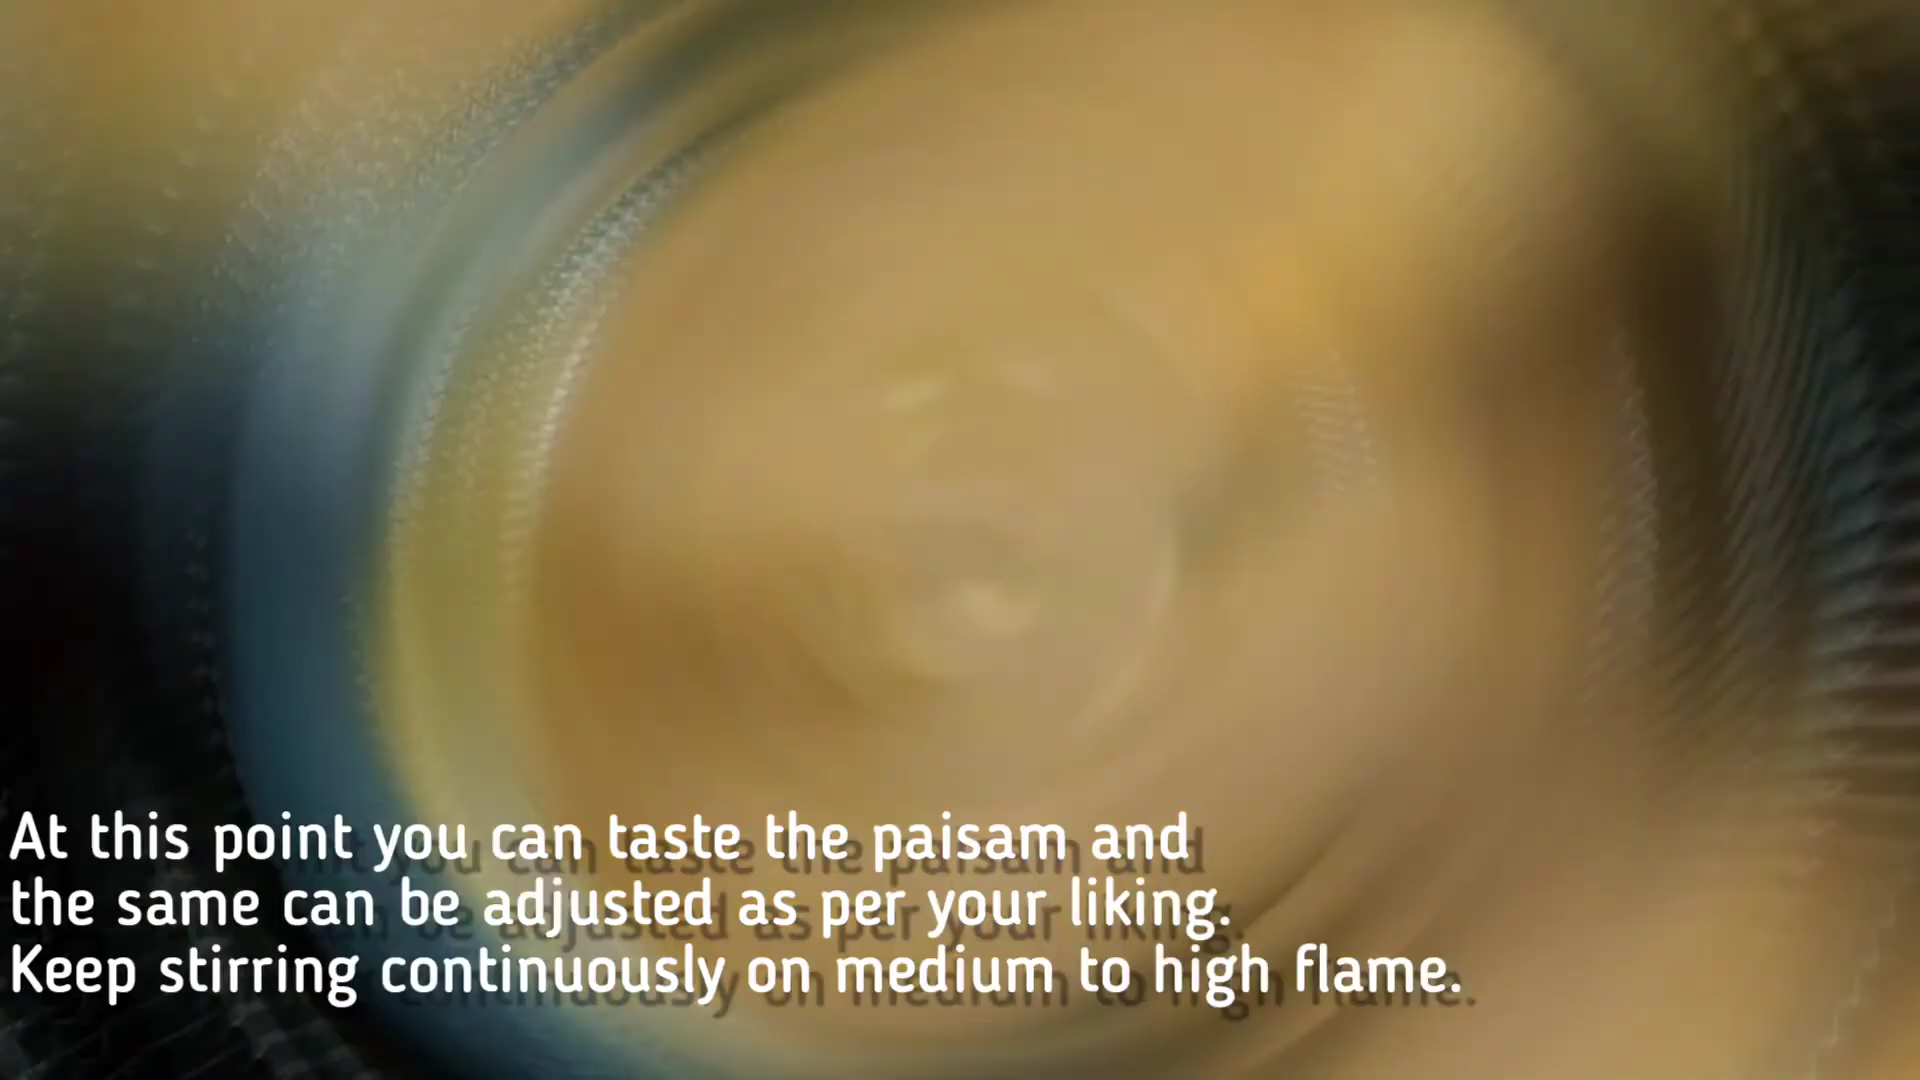 At this point you can taste the paisam and
the same can be adjusted as per your liking.
Keep stirring continuously on medium to high flame.